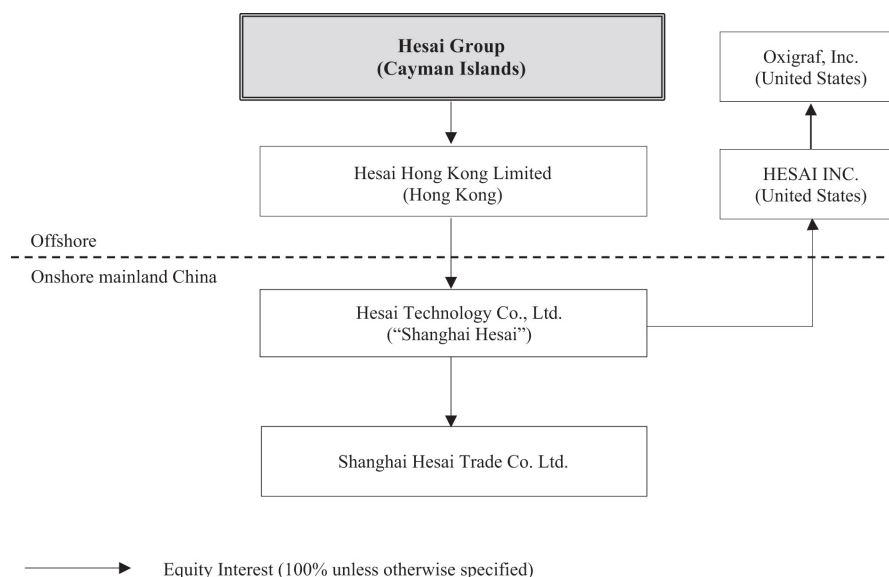 Hesai Group
(Cayman Islands)
Oxigraf, Inc.
(United States)
Hesai Hong Kong Limited
(Hong Kong)
HESAI INC.
(United States)
Offshore
Onshore mainland China
Hesai Technology Co., Ltd.
(“Shanghai Hesai”)
Shanghai Hesai Trade Co. Ltd.
Equity Interest (100% unless otherwise specified)